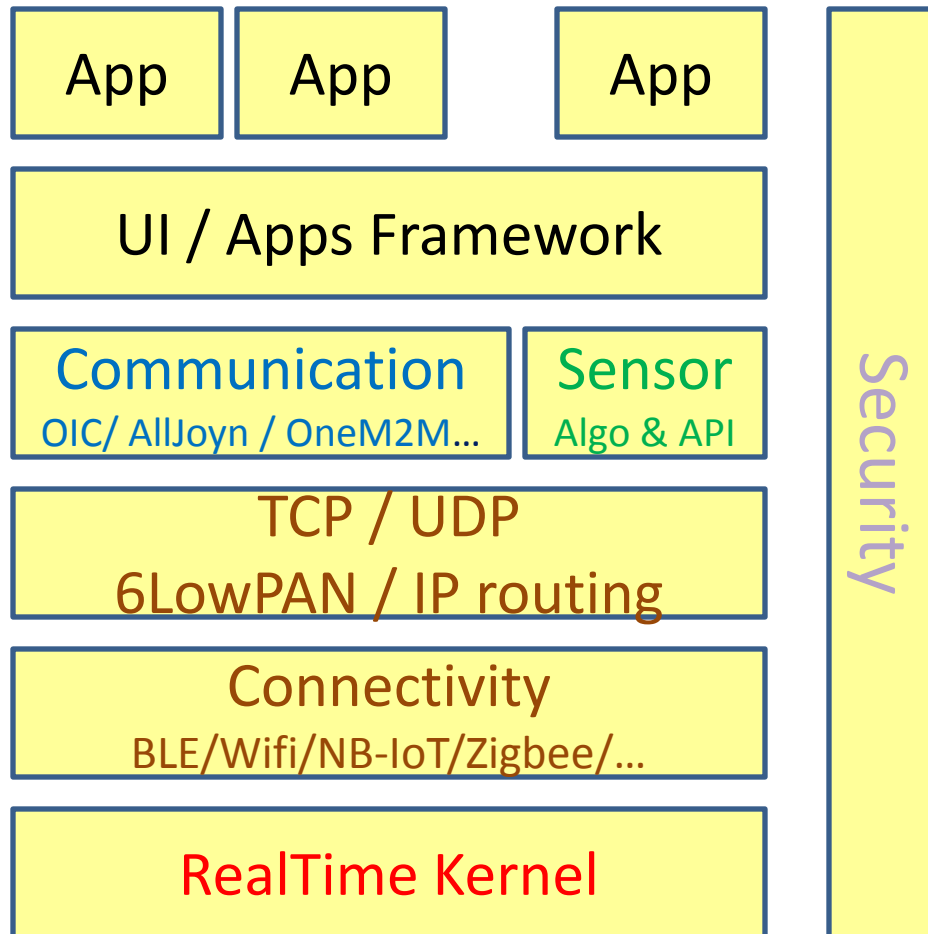 App
App
App
UI / Apps Framework
Communication
OIC/ AllJoyn / OneM2M...
Sensor
Algo & API
TCP / UDP
6LowPAN / IP routing
Connectivity
BLE/Wifi/NB-IoT/Zigbee/...
RealTime Kernel
Security